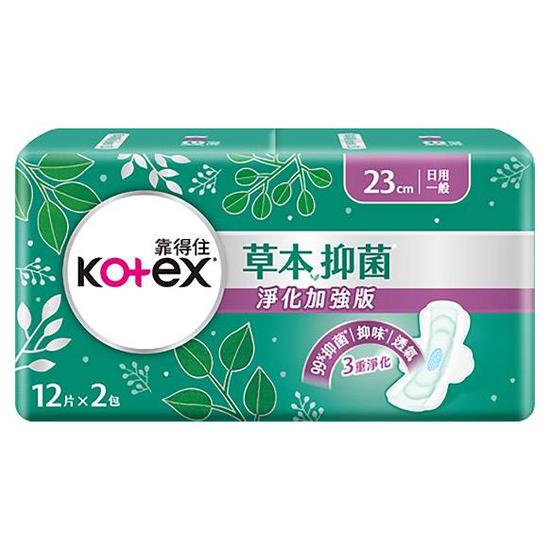 23cm
日用
一般
靠得住
Kotex®
草本抑菌®
淨化加強版
99%抑菌 | 抑味 | 透氣
3重淨化
12片×2包